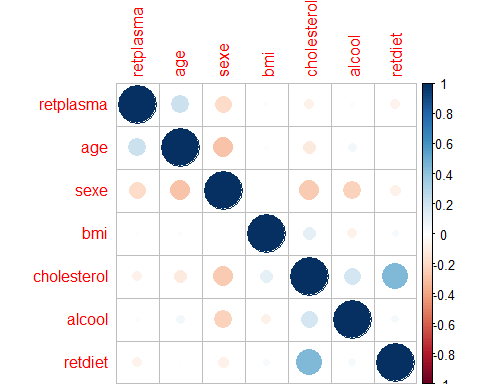 retplasma
age
sexe
bmi
cholesterol
alcool
retdiet
retplasma
age
sexe
bmi
cholesterol
alcool
retdiet
1
0.8
0.6
0.4
0.2
0
-0.2
-0.4
-0.6
-0.8
-1